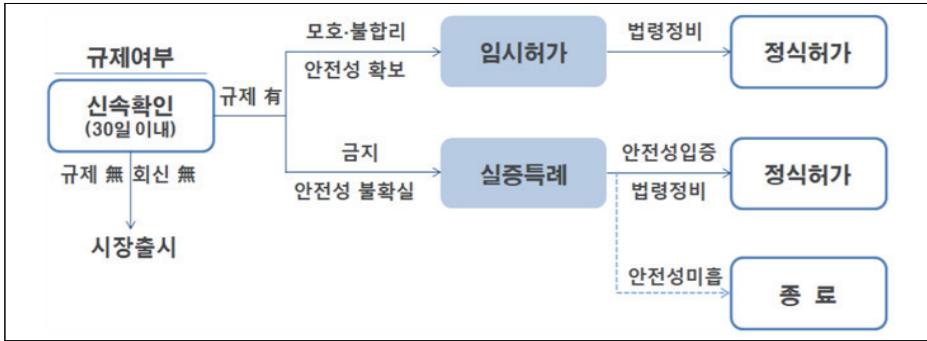 규제여부
신속확인
(30일 이내)
규제 無 회신 無
시장출시
규제 有
모호·불합리
안전성 확보
임시허가
법령정비
정식허가
금지
안전성 불확실
실증특례
안전성입증
법령정비
정식허가
안전성미흡
종 료